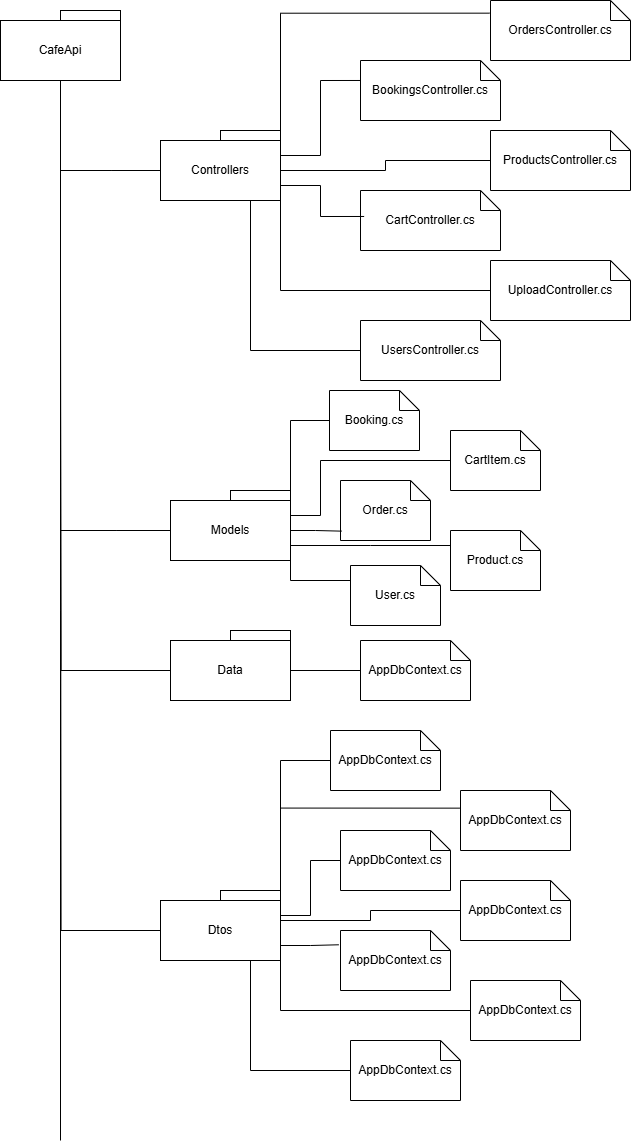 CafeApi
OrdersController.cs
BookingsController.cs
ProductsController.cs
Controllers
CartController.cs
UploadController.cs
UsersController.cs
Booking.cs
CartItem.cs
Order.cs
Models
Product.cs
User.cs
Data
AppDbContext.cs
AppDbContext.cs
AppDbContext.cs
AppDbContext.cs
AppDbContext.cs
Dtos
AppDbContext.cs
AppDbContext.cs
AppDbContext.cs